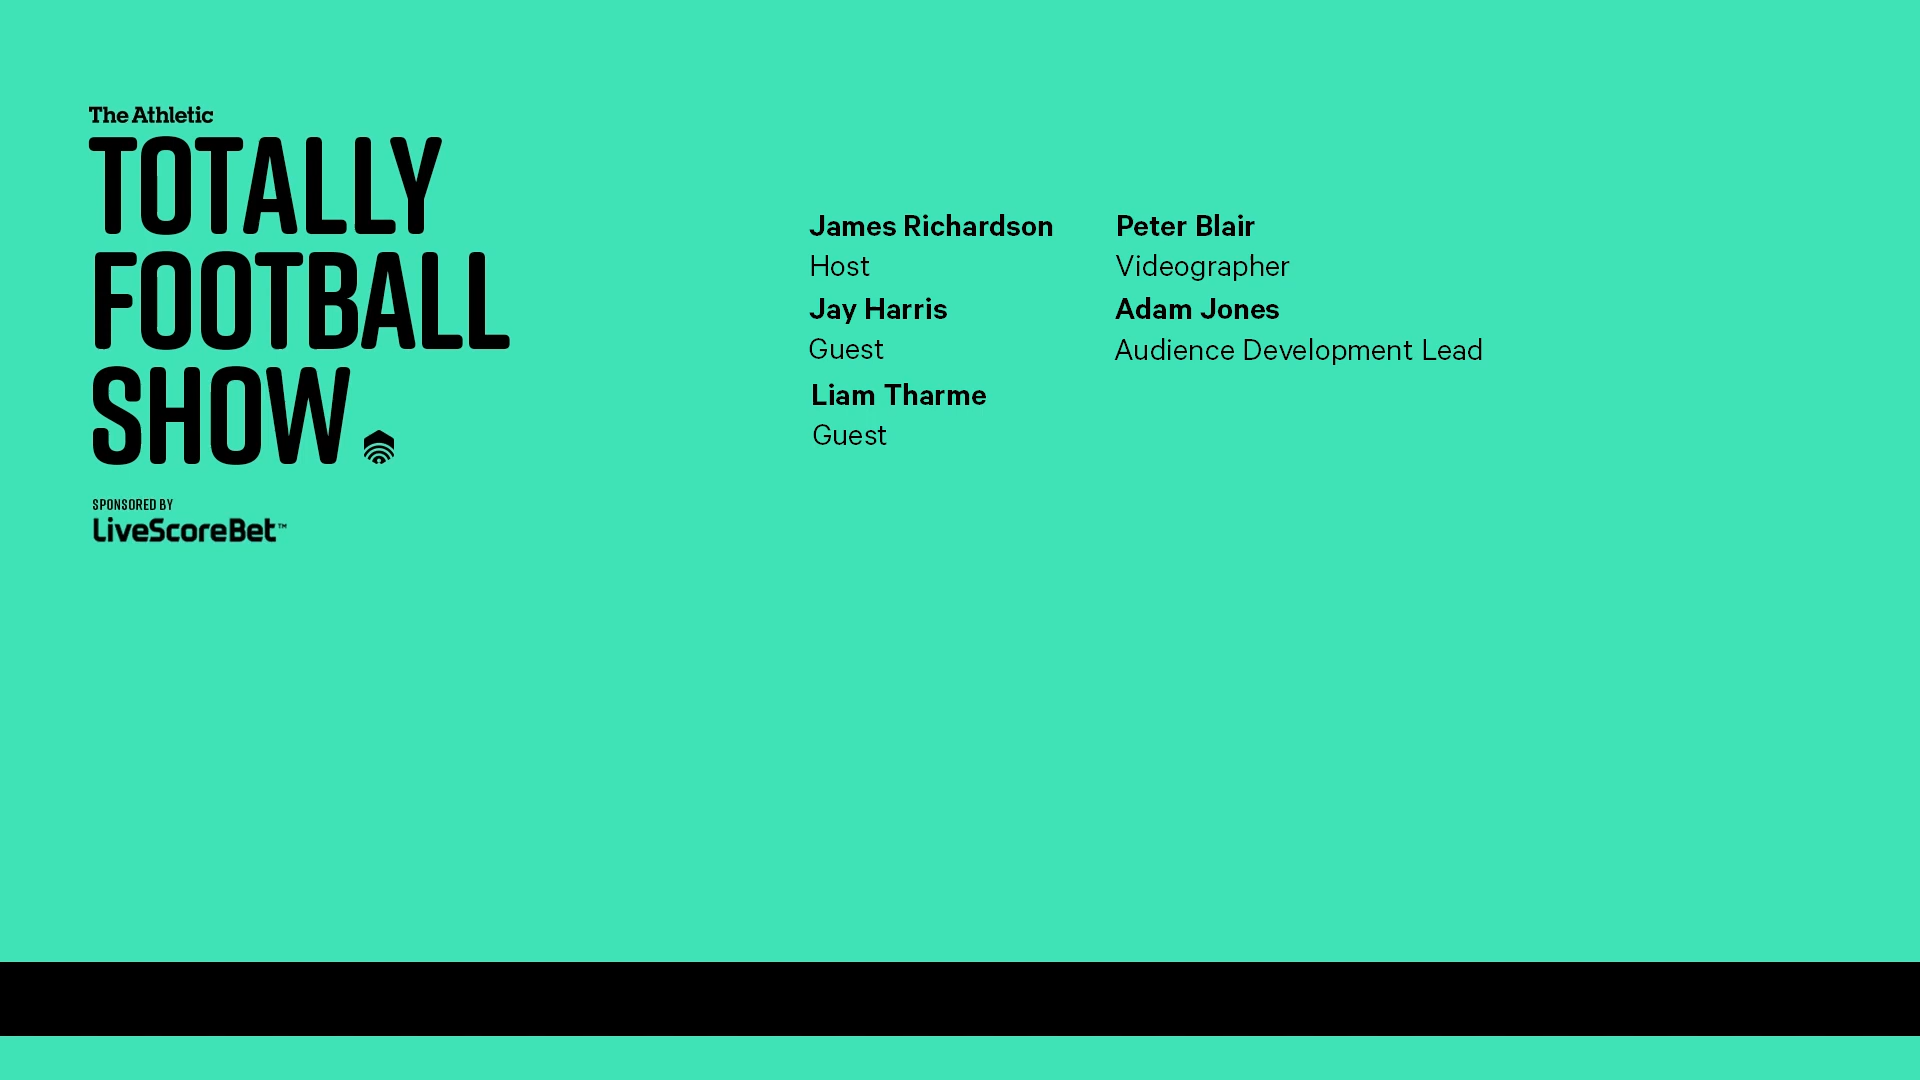 The Athletic
TOTALLY
FOOTBALL
SHOW
SPONSORED BY
LiveScoreBet™
James Richardson
Host
Jay Harris
Guest
Liam Tharme
Guest
Peter Blair
Videographer
Adam Jones
Audience Development Lead